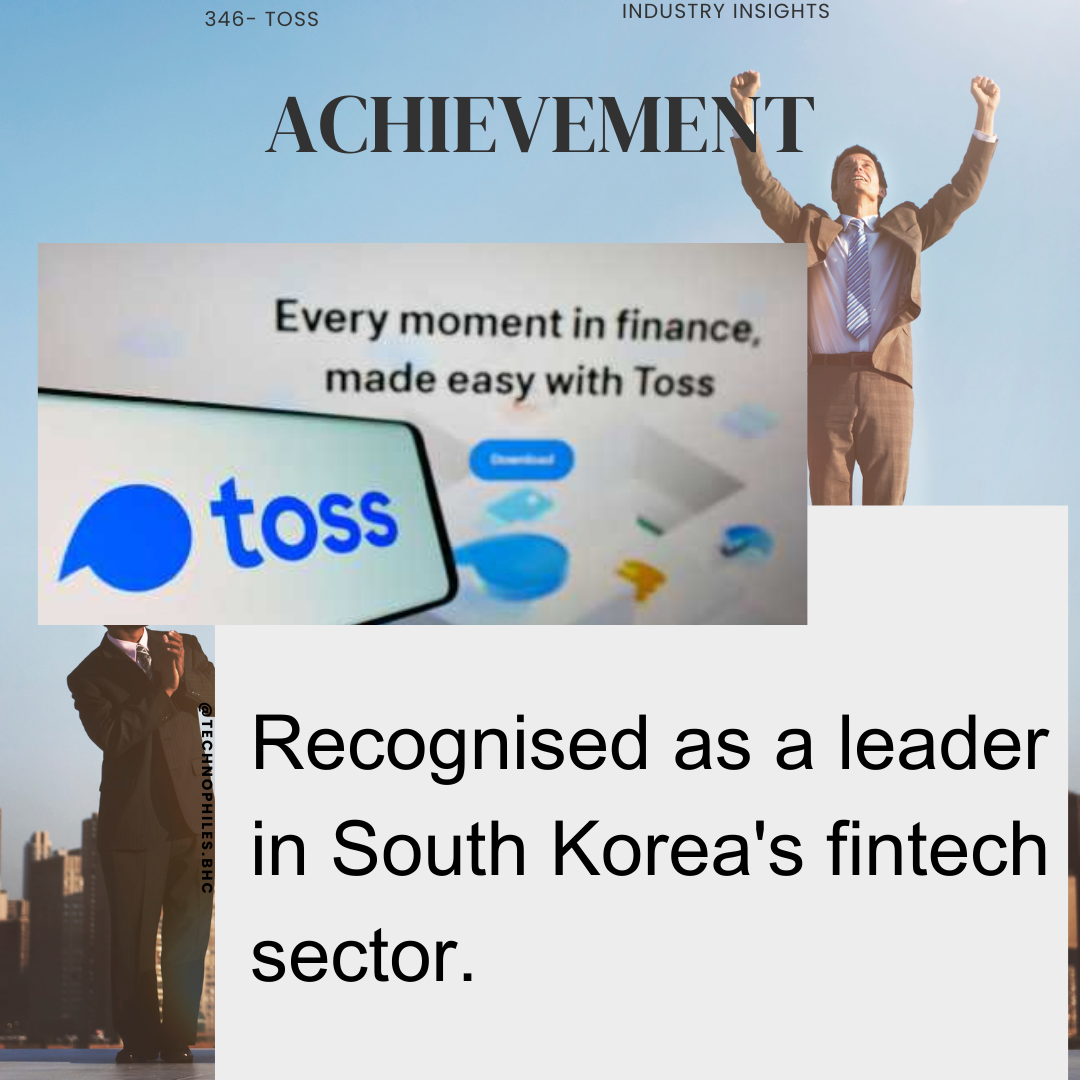 346- TOSS
INDUSTRY INSIGHTS
ACHIEVEMENT
Every moment in finance,
made easy with Toss
Download
toss
@TECHNOPHILES.BHC
Recognised as a leader
in South Korea's fintech
sector.